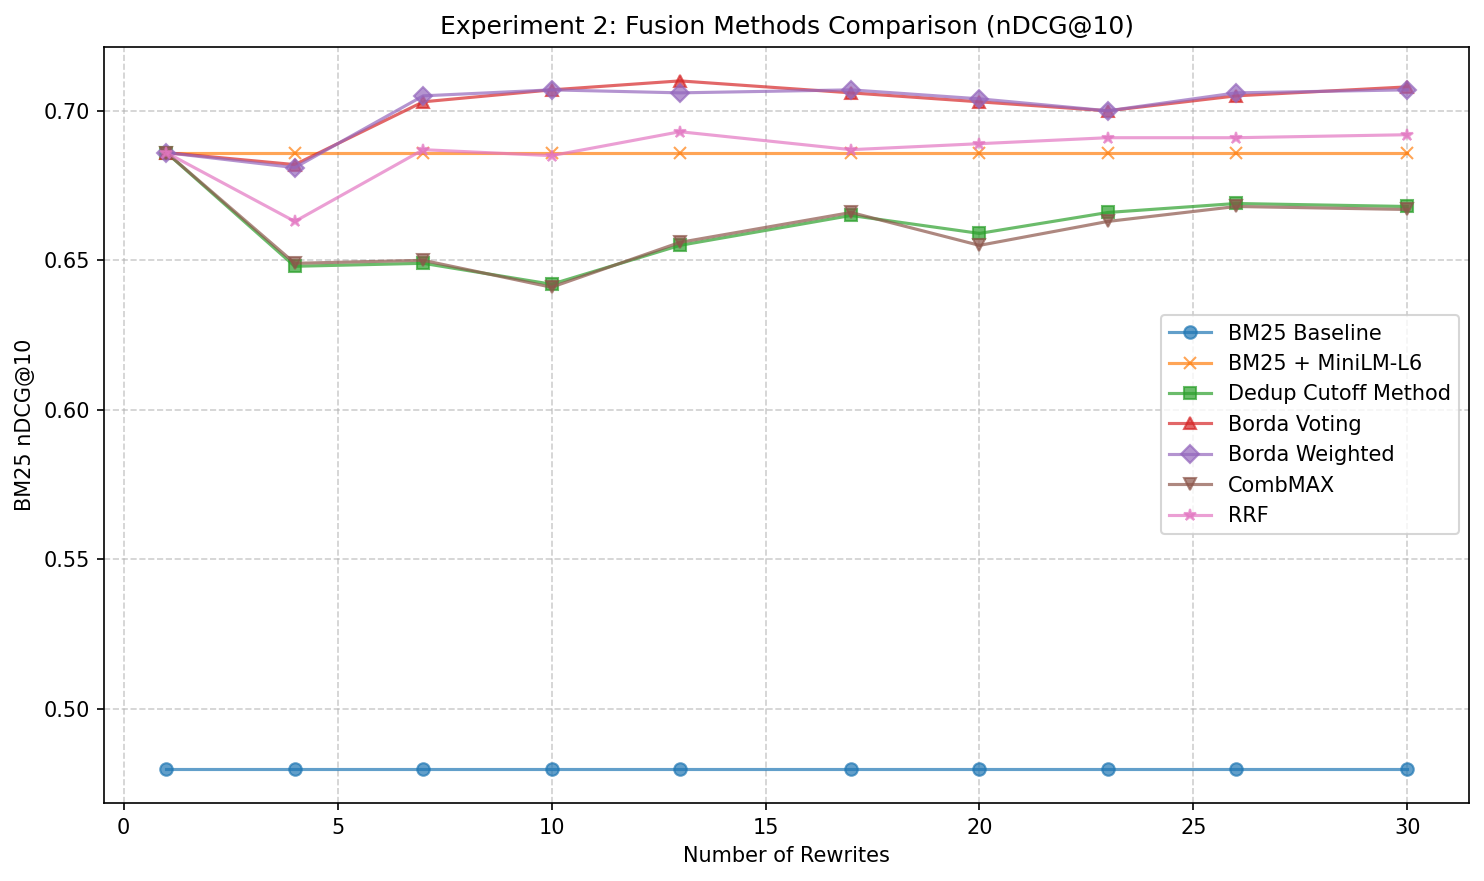 Experiment 2: Fusion Methods Comparison (nDCG@10)
BM25 nDCG@10
0.70
0.65
0.60
0.55
0.50
BM25 Baseline
BM25 + MiniLM-L6
Dedup Cutoff Method
Borda Voting
Borda Weighted
CombMAX
RRF
0 5 10 15 20 25 30
Number of Rewrites